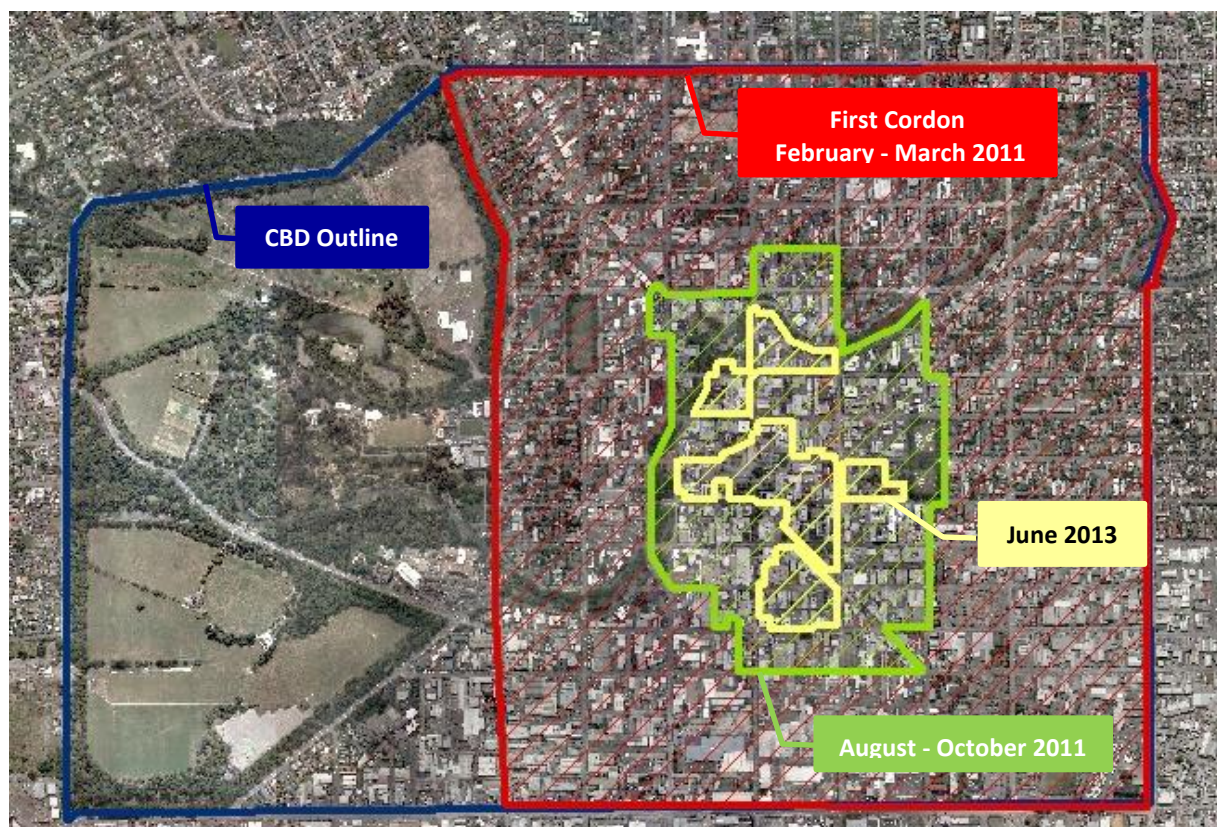 First Cordon
February - March 2011
CBD Outline
June 2013
August - October 2011